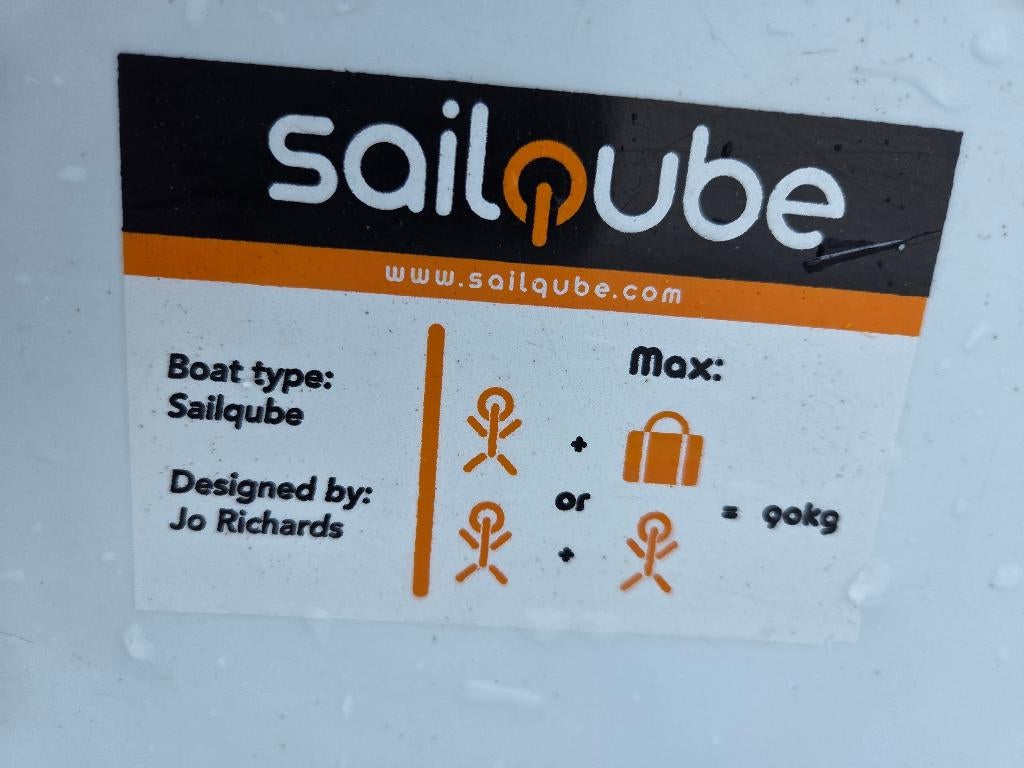 sailqube
www.sailqube.com
Boat type:
Sailqube
Designed by:
Jo Richards
Max:
+
or
+
= 90kg